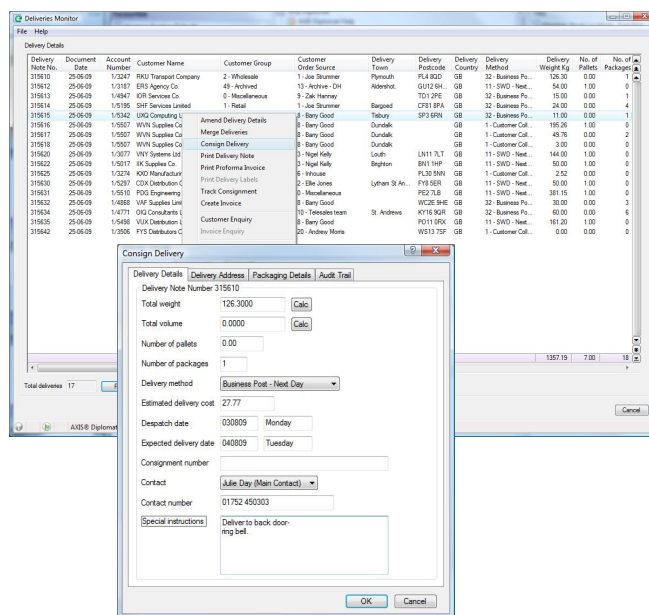 Deliveries Monitor
File Help
Delivery Details
Delivery Note No. Document Date Account Number Customer Name Customer Group Customer Order Source Delivery Town Delivery Postcode Delivery Country Delivery Method Delivery Weight Kg No. of Pallets No. of Packages
315610 25-06-09 1/3247 RKU Transport Company 2 - Wholesale 1 - Joe Strummer Plymouth PL4 8QD GB 32 - Business Po... 126.30 0.00 1
315612 25-06-09 1/3187 ERS Agency Co. 49 - Archived 13 - Archive - DH Aldershot. GU12 6H... GB 11 - SWD - Next... 54.00 1.00 0
315613 25-06-09 1/4947 IOR Services Co. 0 - Miscellaneous 9 - Zak Hannay TD1 2PE GB 32 - Business Po... 15.00 0.00 1
315614 25-06-09 1/5195 SHF Services Limited 1 - Retail 1 - Joe Strummer Bargoed CF81 8PA GB 32 - Business Po... 24.00 0.00 4
315615 25-06-09 1/5342 UXQ Computing L 8 - Barry Good Tisbury SP3 6RN GB 32 - Business Po... 11.00 0.00 1
315616 25-06-09 1/5507 WVN Supplies Co 8 - Barry Good Dundalk GB 1 - Customer Coll... 195.26 1.00 0
315617 25-06-09 1/5507 WVN Supplies Co 8 - Barry Good Dundalk GB 1 - Customer Coll... 49.76 0.00 2
315618 25-06-09 1/5507 WVN Supplies Co 8 - Barry Good Dundalk GB 1 - Customer Coll... 3.00 0.00 0
315620 25-06-09 1/3077 VNY Systems Ltd 3 - Nigel Kelly Louth LN11 7LT GB 11 - SWD - Next... 144.00 1.00 0
315622 25-06-09 1/5017 IIK Supplies Co. 3 - Nigel Kelly Brighton BN1 1HP GB 11 - SWD - Next... 50.00 1.00 0
315625 25-06-09 1/3274 KXO Manufacturin 6 - Inhouse PL30 5NN GB 1 - Customer Coll... 2.52 0.00 0
315630 25-06-09 1/5297 CDX Distribution C 2 - Ellie Jones Lytham St An... FY8 5ER GB 11 - SWD - Next... 50.00 1.00 0
315631 25-06-09 1/5510 PDG Engineering 0 - Miscellaneous PE2 7LB GB 11 - SWD - Next... 381.15 1.00 0
315632 25-06-09 1/4868 VAF Supplies Limi 8 - Barry Good WC2E 9HE GB 32 - Business Po... 30.00 0.00 3
315634 25-06-09 1/4771 OIQ Consultants L 10 - Telesales team St. Andrews KY16 9QR GB 32 - Business Po... 60.00 0.00 6
315635 25-06-09 1/5498 VUX Distribution L 8 - Barry Good PO11 0RX GB 11 - SWD - Next... 161.20 1.00 0
315642 25-06-09 1/3506 FYS Distributors C 20 - Andrew Morris WS13 7SF GB 1 - Customer Coll... 0.00 0.00 0
Amend Delivery Details
Merge Deliveries
Consign Delivery
Print Delivery Note
Print Proforma Invoice
Print Delivery Labels
Track Consignment
Create Invoice
Customer Enquiry
Invoice Enquiry
1357.19 7.00 18
Total deliveries 17
Cancel
AXIS® Diplomat
Consign Delivery
Delivery Details Delivery Address Packaging Details Audit Trail
Delivery Note Number 315610
Total weight 126.3000 Calc
Total volume 0.0000 Calc
Number of pallets 0.00
Number of packages 1
Delivery method Business Post - Next Day
Estimated delivery cost 27.77
Despatch date 030809 Monday
Expected delivery date 040809 Tuesday
Consignment number
Contact Julie Day (Main Contact)
Contact number 01752 450303
Special instructions Deliver to back door-
ring bell.
OK Cancel